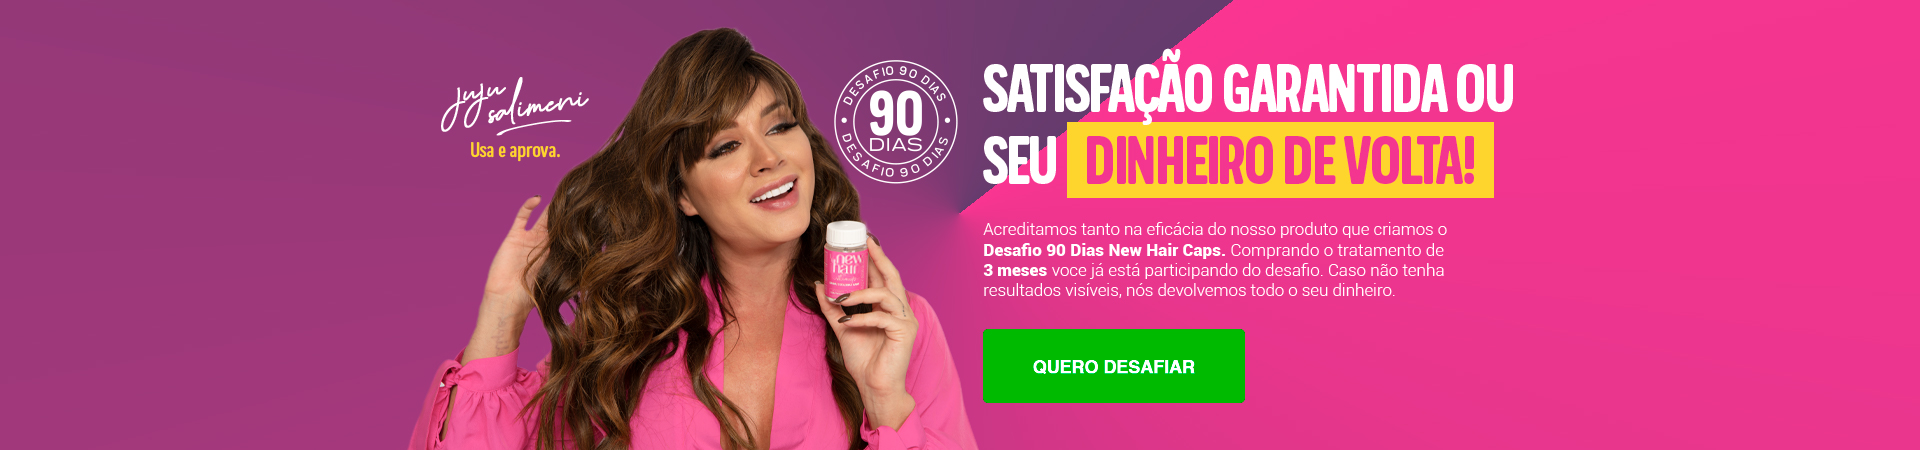 juju
salimeni
Usa e aprova.
DESAFIO 90 DIAS
90
DIAS
DESAFIO 90 DIAS
SATISFAÇÃO GARANTIDA OU
SEU DINHEIRO DE VOLTA!
Acreditamos tanto na eficácia do nosso produto que criamos o
Desafio 90 Dias New Hair Caps. Comprando o tratamento de
3 meses voce já está participando do desafio. Caso não tenha
resultados visíveis, nós devolvemos todo o seu dinheiro.
QUERO DESAFIAR
new
hair